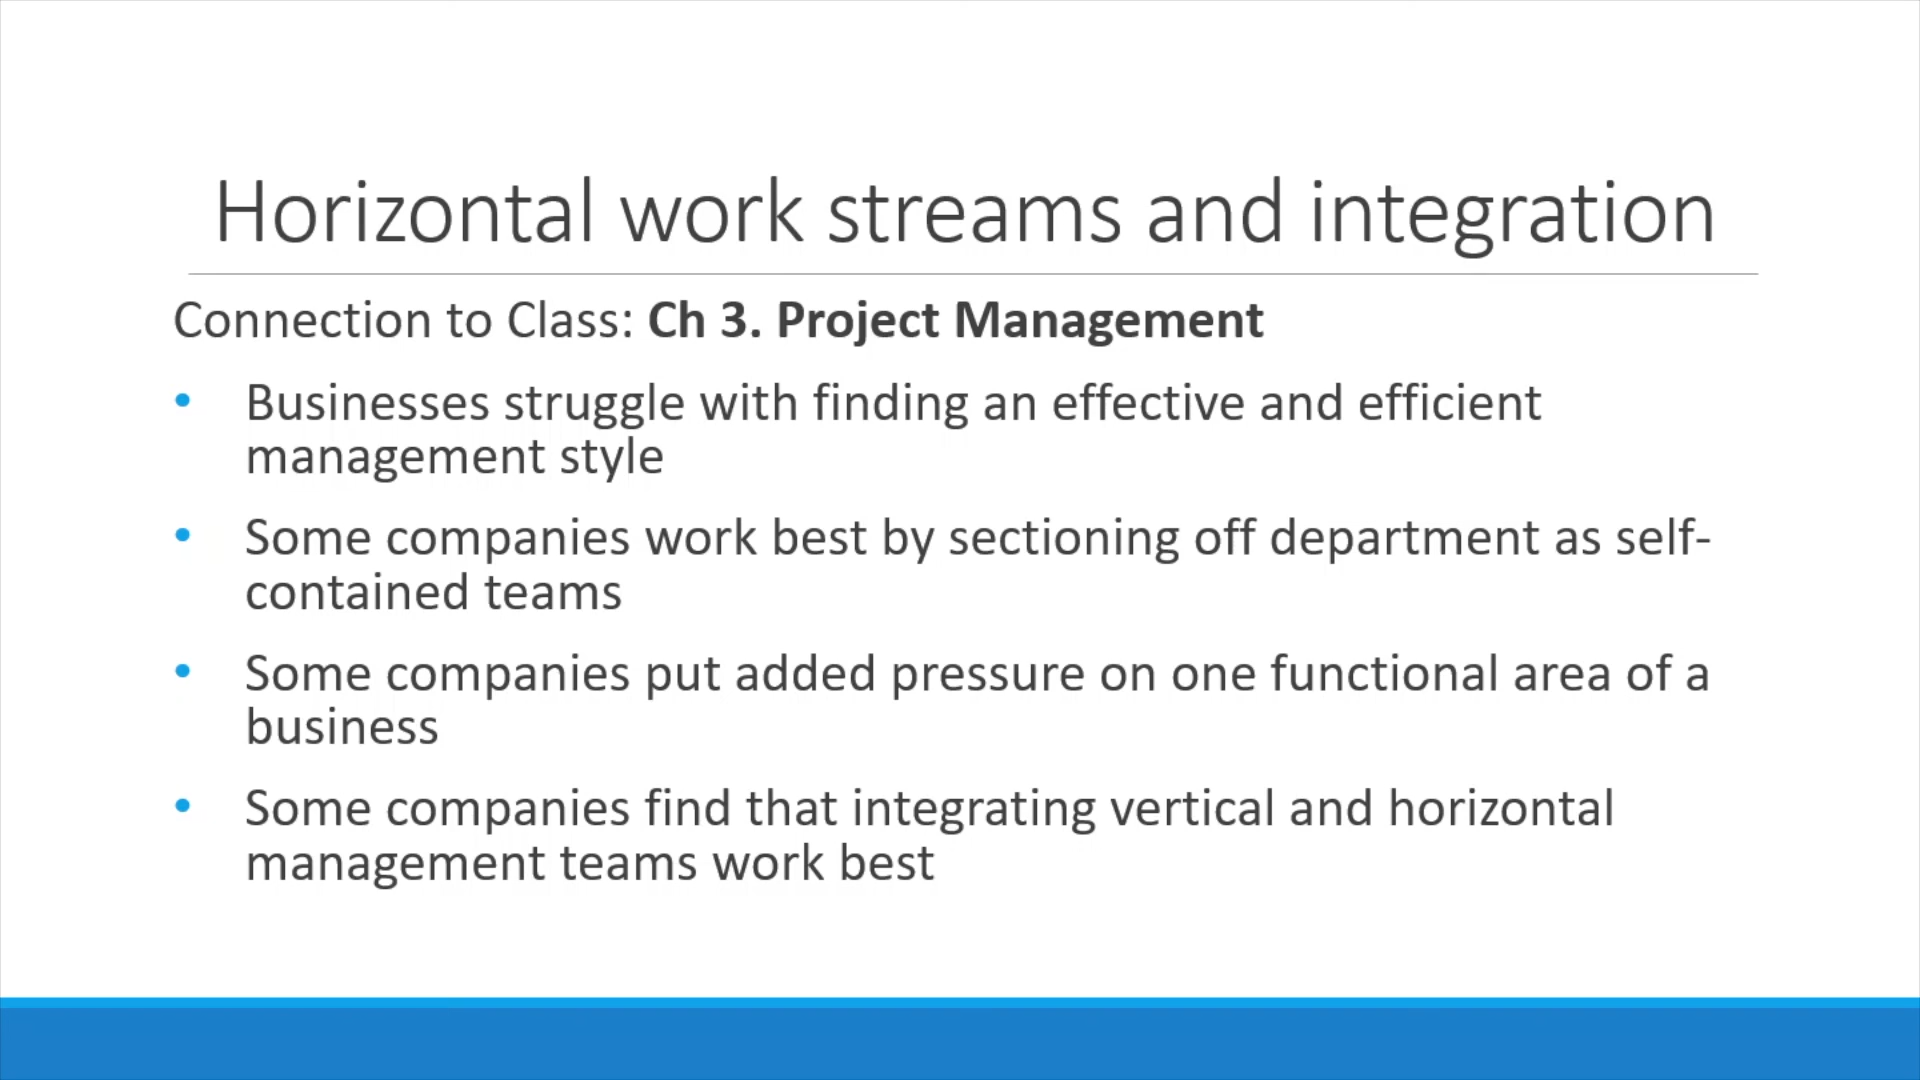 Horizontal work streams and integration
Connection to Class: Ch 3. Project Management
• Businesses struggle with finding an effective and efficient
management style
• Some companies work best by sectioning off department as self-
contained teams
• Some companies put added pressure on one functional area of a
business
• Some companies find that integrating vertical and horizontal
management teams work best